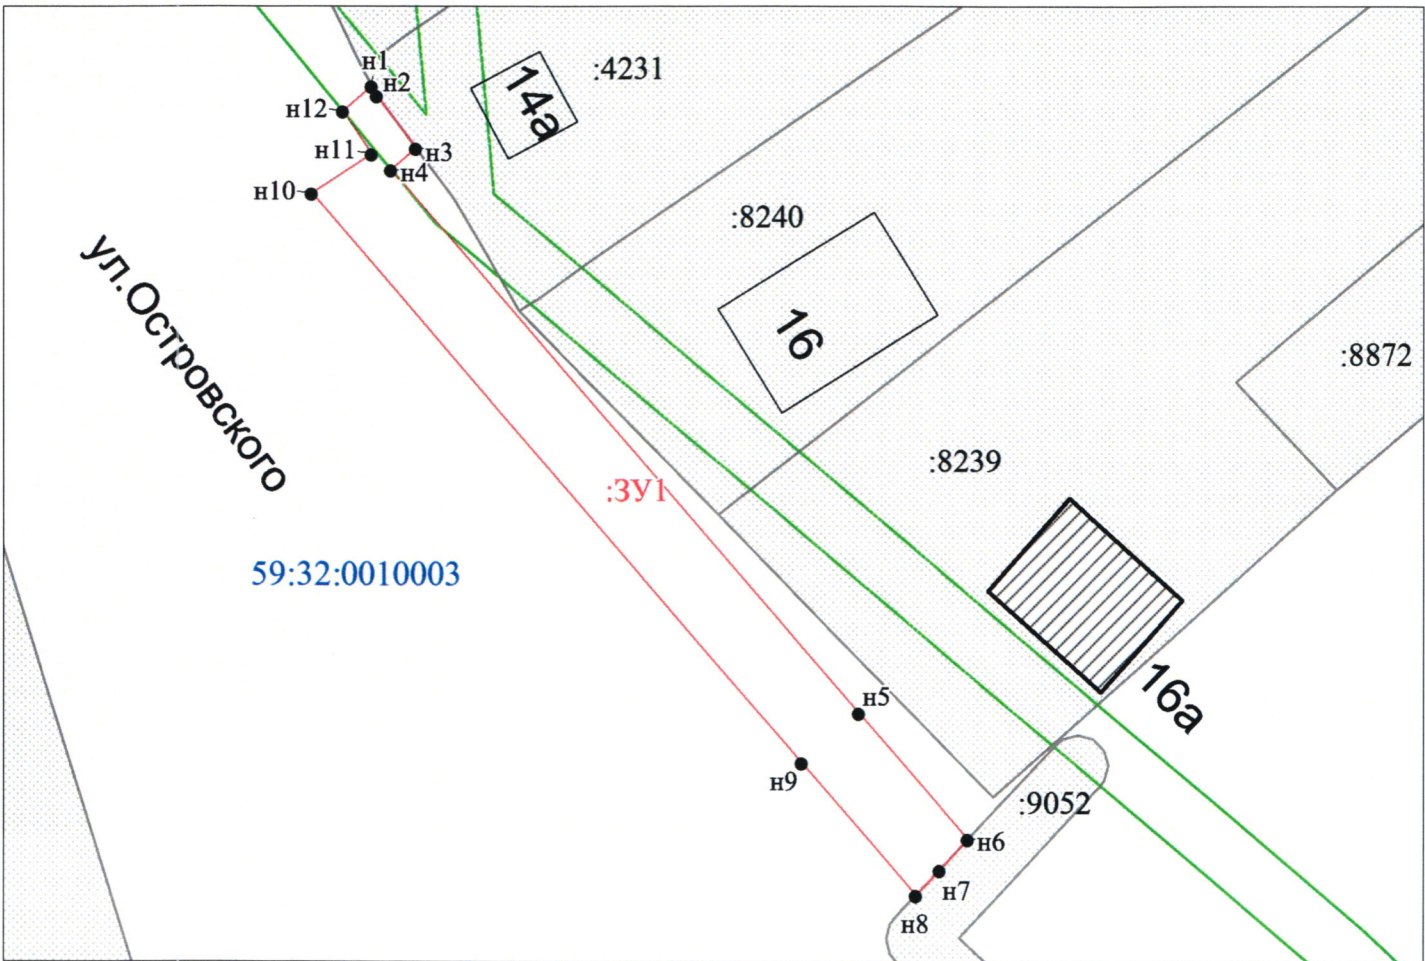 н1
н2
н12
н11
н3
н4
н10
14а
:4231
:8240
16
:8872
ул.Островского
:8239
:ЗУ1
59:32:0010003
16а
н5
н9
:9052
н6
н7
н8